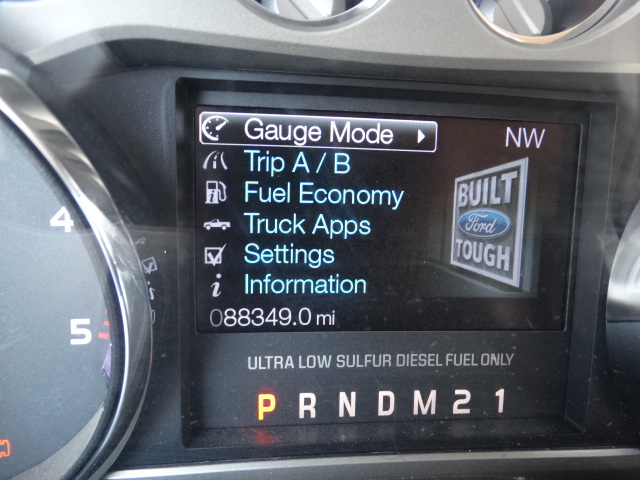 Gauge Mode
NW
Trip A / B
Fuel Economy
Truck Apps
Settings
Information
088349.0 mi
BUILT
Ford
TOUGH
ULTRA LOW SULFUR DIESEL FUEL ONLY
P R N D M 2 1
4
5